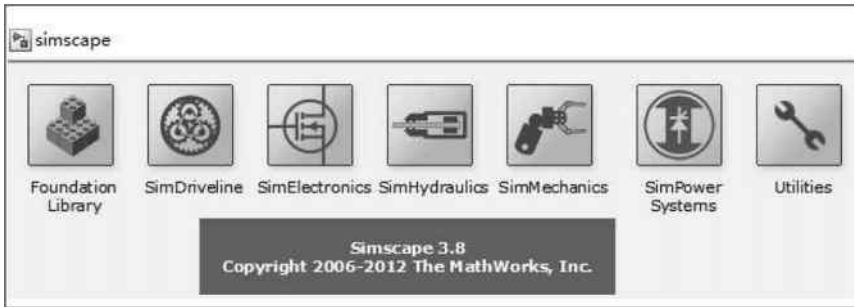 simscape
Foundation
Library
SimDriveline
SimElectronics
SimHydraulics
SimMechanics
SimPower
Systems
Utilities
Simscape 3.8
Copyright 2006-2012 The MathWorks, Inc.